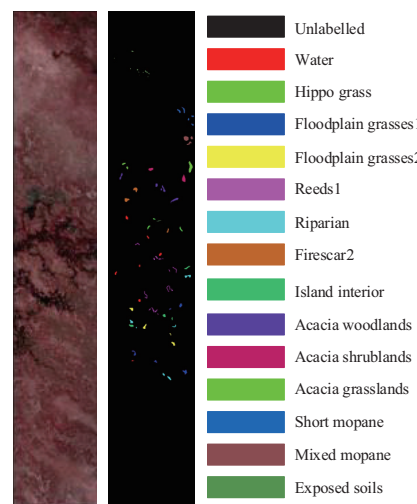 Unlabelled
Water
Hippo grass
Floodplain grasses1
Floodplain grasses2
Reeds1
Riparian
Firescar2
Island interior
Acacia woodlands
Acacia shrublands
Acacia grasslands
Short mopane
Mixed mopane
Exposed soils